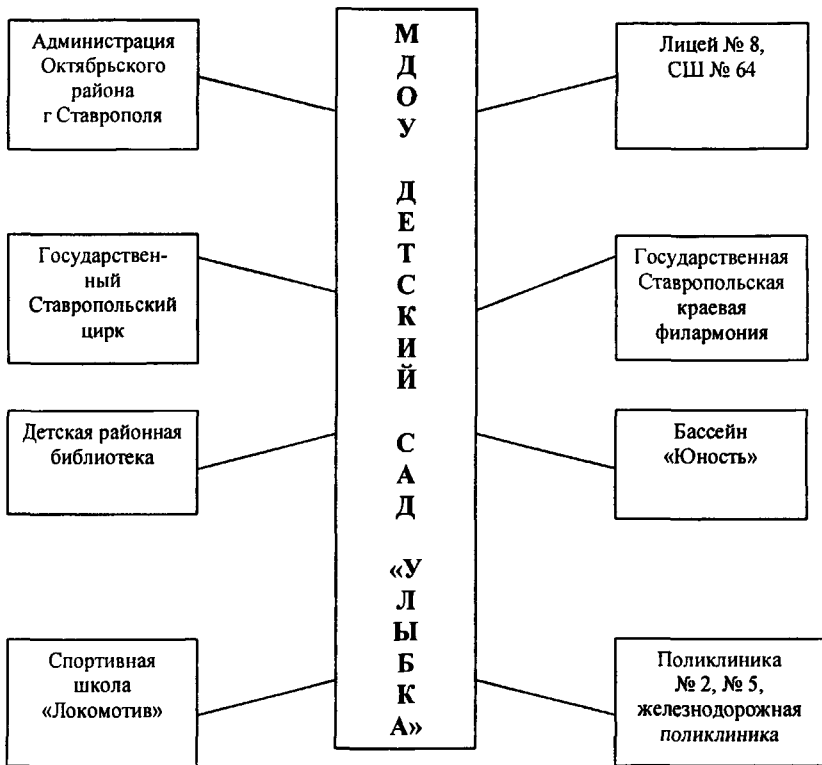 Администрация
Октябрьского
района
г Ставрополя
Государствен-
ный
Ставропольский
цирк
Детская районная
библиотека
Спортивная
школа
«Локомотив»
М
Д
О
У
Д
Е
Т
С
К
И
Й
С
А
Д
«У
Л
Ы
Б
К
А»
Лицей № 8,
СШ № 64
Государственная
Ставропольская
краевая
филармония
Бассейн
«Юность»
Поликлиника
№ 2, № 5,
железнодорожная
поликлиника